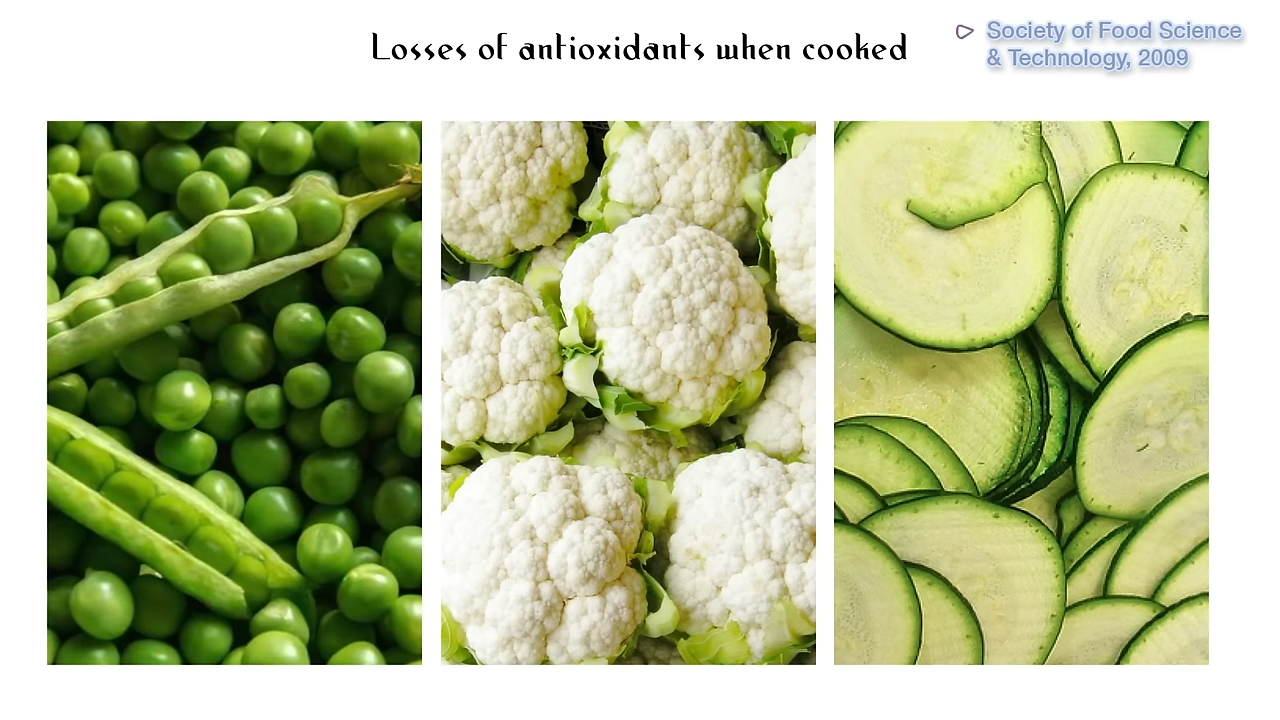 Losses of antioxidants when cooked
Society of Food Science
& Technology, 2009